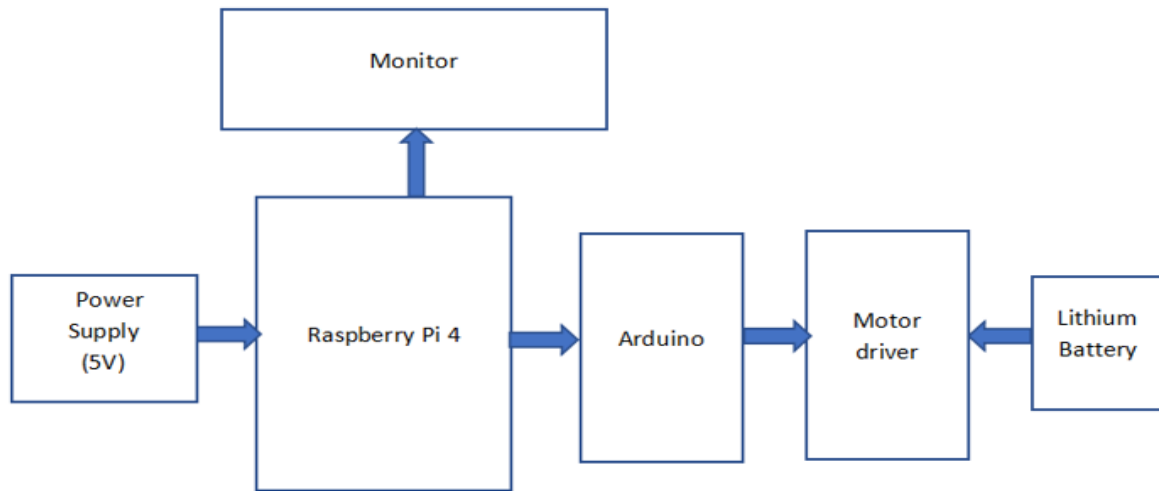 Monitor
Power
Supply
(5V)
Raspberry Pi 4
Arduino
Motor
driver
Lithium
Battery